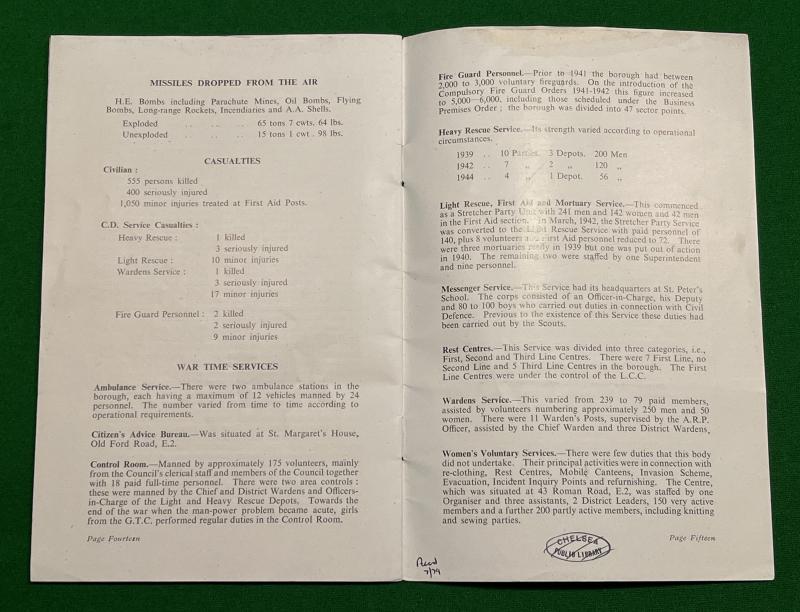 MISSILES DROPPED FROM THE AIR
H.E. Bombs including Parachute Mines, Oil Bombs, Flying
Bombs, Long-range Rockets, Incendiaries and A.A. Shells.
Exploded .. .. .. 65 tons 7 cwts. 64 lbs.
Unexploded .. .. 15 tons 1 cwt. 98 lbs.
CASUALTIES
Civilian :
555 persons killed
400 seriously injured
1,050 minor injuries treated at First Aid Posts.
C.D. Service Casualties :
Heavy Rescue : 1 killed
3 seriously injured
Light Rescue : 10 minor injuries
Wardens Service : 1 killed
3 seriously injured
17 minor injuries
Fire Guard Personnel : 2 killed
2 seriously injured
9 minor injuries
WAR TIME SERVICES
Ambulance Service.—There were two ambulance stations in the
borough, each having a maximum of 12 vehicles manned by 24
personnel. The number varied from time to time according to
operational requirements.
Citizen's Advice Bureau.—Was situated at St. Margaret's House,
Old Ford Road, E.2.
Control Room.—Manned by approximately 175 volunteers, mainly
from the Council's clerical staff and members of the Council together
with 18 paid full-time personnel. There were two area controls :
these were manned by the Chief and District Wardens and Officers-
in-Charge of the Light and Heavy Rescue Depots. Towards the
end of the war when the man-power problem became acute, girls
from the G.T.C. performed regular duties in the Control Room.
Page Fourteen
Fire Guard Personnel.—Prior to 1941 the borough had between
2,000 to 3,000 voluntary fireguards. On the introduction of the
Compulsory Fire Guard Orders 1941-1942 this figure increased
to 5,000—6,000, including those scheduled under the Business
Premises Order ; the borough was divided into 47 sector points.
Heavy Rescue Service.—Its strength varied according to operational
circumstances.
1939 .. 10 Parties. 3 Depots. 200 Men
1942 .. 7 „ 2 „ 120 „
1944 .. 4 „ 1 Depot. 56 „
Light Rescue, First Aid and Mortuary Service.—This commenced
as a Stretcher Party Unit with 241 men and 142 women and 42 men
in the First Aid section. In March, 1942, the Stretcher Party Service
was converted to the Light Rescue Service with paid personnel of
140, plus 8 volunteers and First Aid personnel reduced to 72. There
were three mortuaries ready in 1939 but one was put out of action
in 1940. The remaining two were staffed by one Superintendent
and nine personnel.
Messenger Service.—This Service had its headquarters at St. Peter's
School. The corps consisted of an Officer-in-Charge, his Deputy
and 80 to 100 boys who carried out duties in connection with Civil
Defence. Previous to the existence of this Service these duties had
been carried out by the Scouts.
Rest Centres.—This Service was divided into three categories, i.e.,
First, Second and Third Line Centres. There were 7 First Line, no
Second Line and 5 Third Line Centres in the borough. The First
Line Centres were under the control of the L.C.C.
Wardens Service.—This varied from 239 to 79 paid members,
assisted by volunteers numbering approximately 250 men and 50
women. There were 11 Warden's Posts, supervised by the A.R.P.
Officer, assisted by the Chief Warden and three District Wardens.
Women's Voluntary Services.—There were few duties that this body
did not undertake. Their principal activities were in connection with
re-clothing, Rest Centres, Mobile Canteens, Invasion Scheme,
Evacuation, Incident Inquiry Points and refurnishing. The Centre,
which was situated at 43 Roman Road, E.2, was staffed by one
Organiser and three assistants, 2 District Leaders, 150 very active
members and a further 200 partly active members, including knitting
and sewing parties.
Page Fifteen
CHELSEA
PUBLIC LIBRARY
7/79